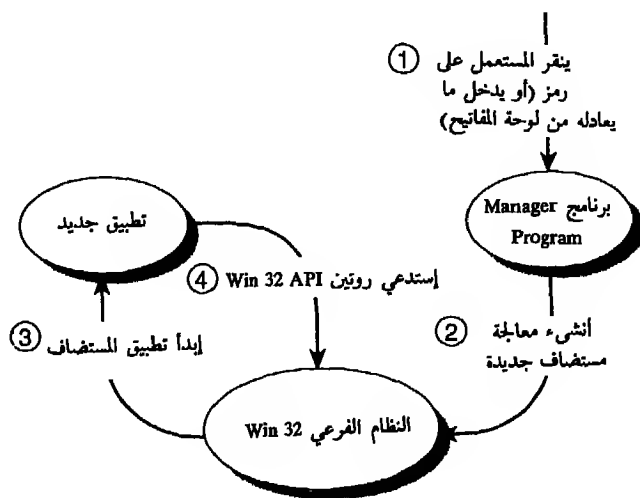 ① ينقر المستعمل على
رمز (أو يدخل ما
يعادله من لوحة المفاتيح)
برنامج Manager
Program
② أنشىء معالجة
مستضاف جديدة
النظام الفرعي Win 32
③ إبدأ تطبيق المستضاف
تطبيق جديد
④ إستدعي روتين Win 32 API